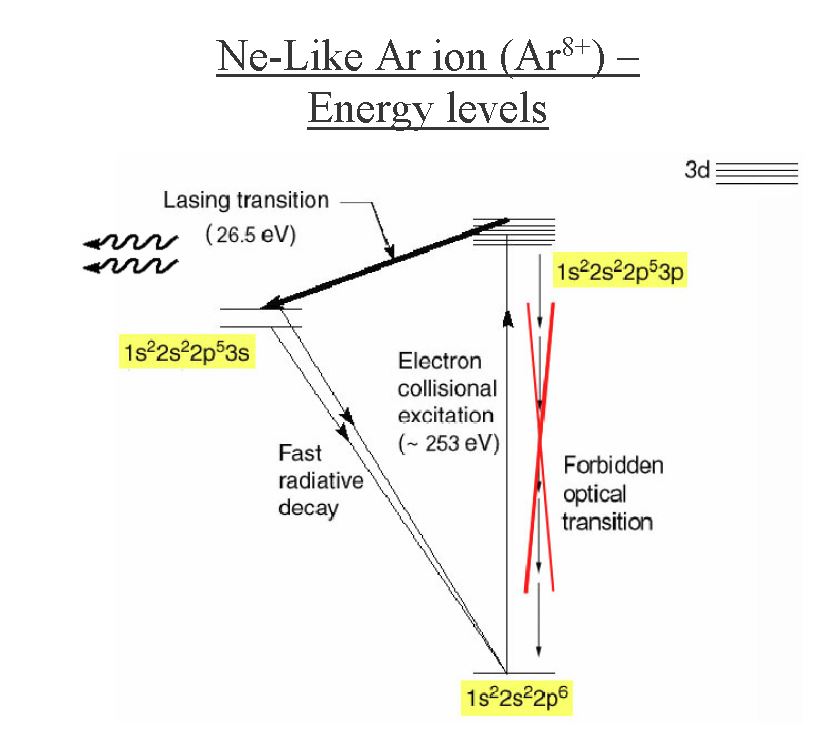 Ne-Like Ar ion (Ar⁸⁺) –
Energy levels
3d
Lasing transition
(26.5 eV)
1s²2s²2p⁵3p
1s²2s²2p⁵3s
Electron
collisional
excitation
(~ 253 eV)
Fast
radiative
decay
Forbidden
optical
transition
1s²2s²2p⁶